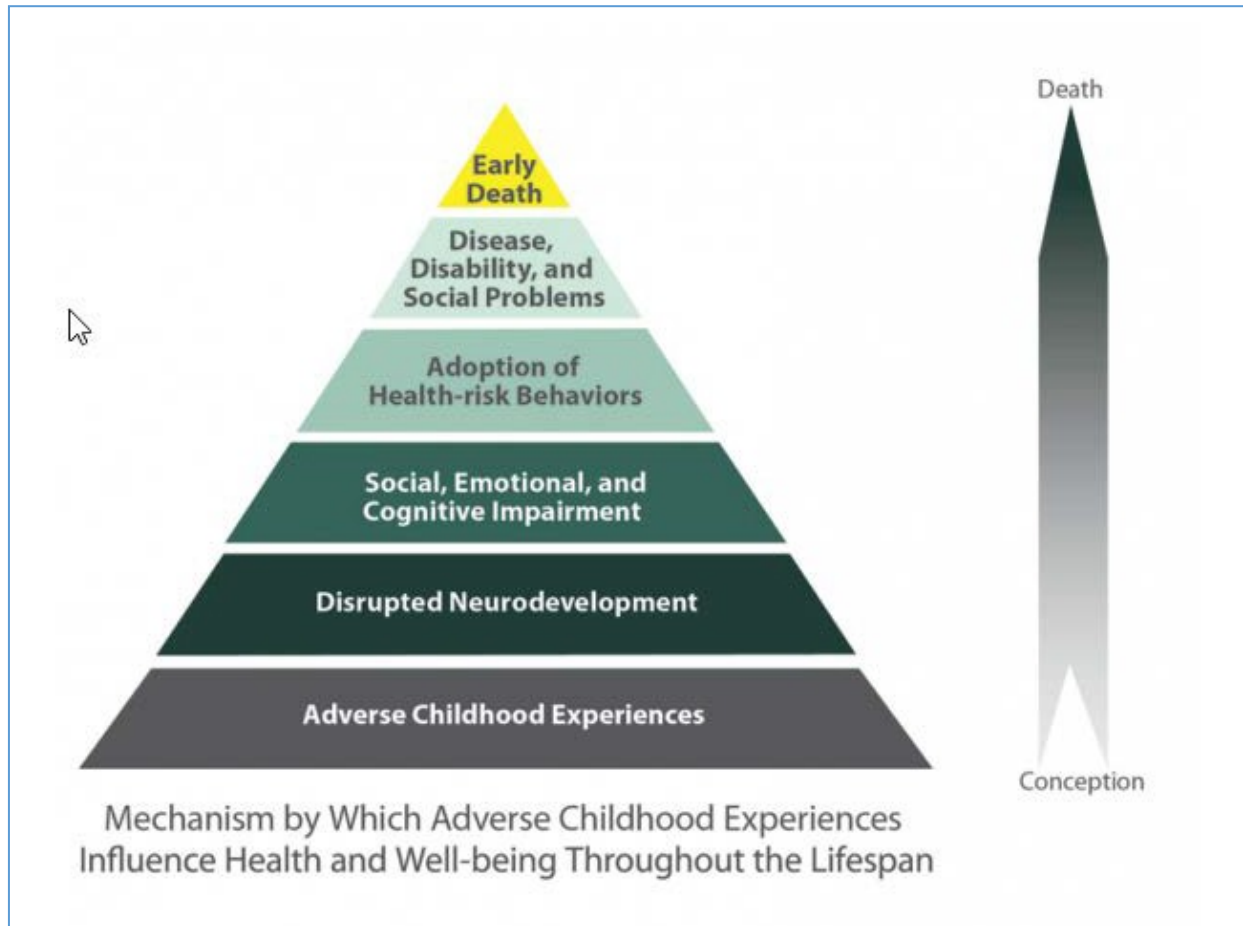 Death
Early
Death
Disease,
Disability, and
Social Problems
Adoption of
Health-risk Behaviors
Social, Emotional, and
Cognitive Impairment
Disrupted Neurodevelopment
Adverse Childhood Experiences
Conception
Mechanism by Which Adverse Childhood Experiences
Influence Health and Well-being Throughout the Lifespan